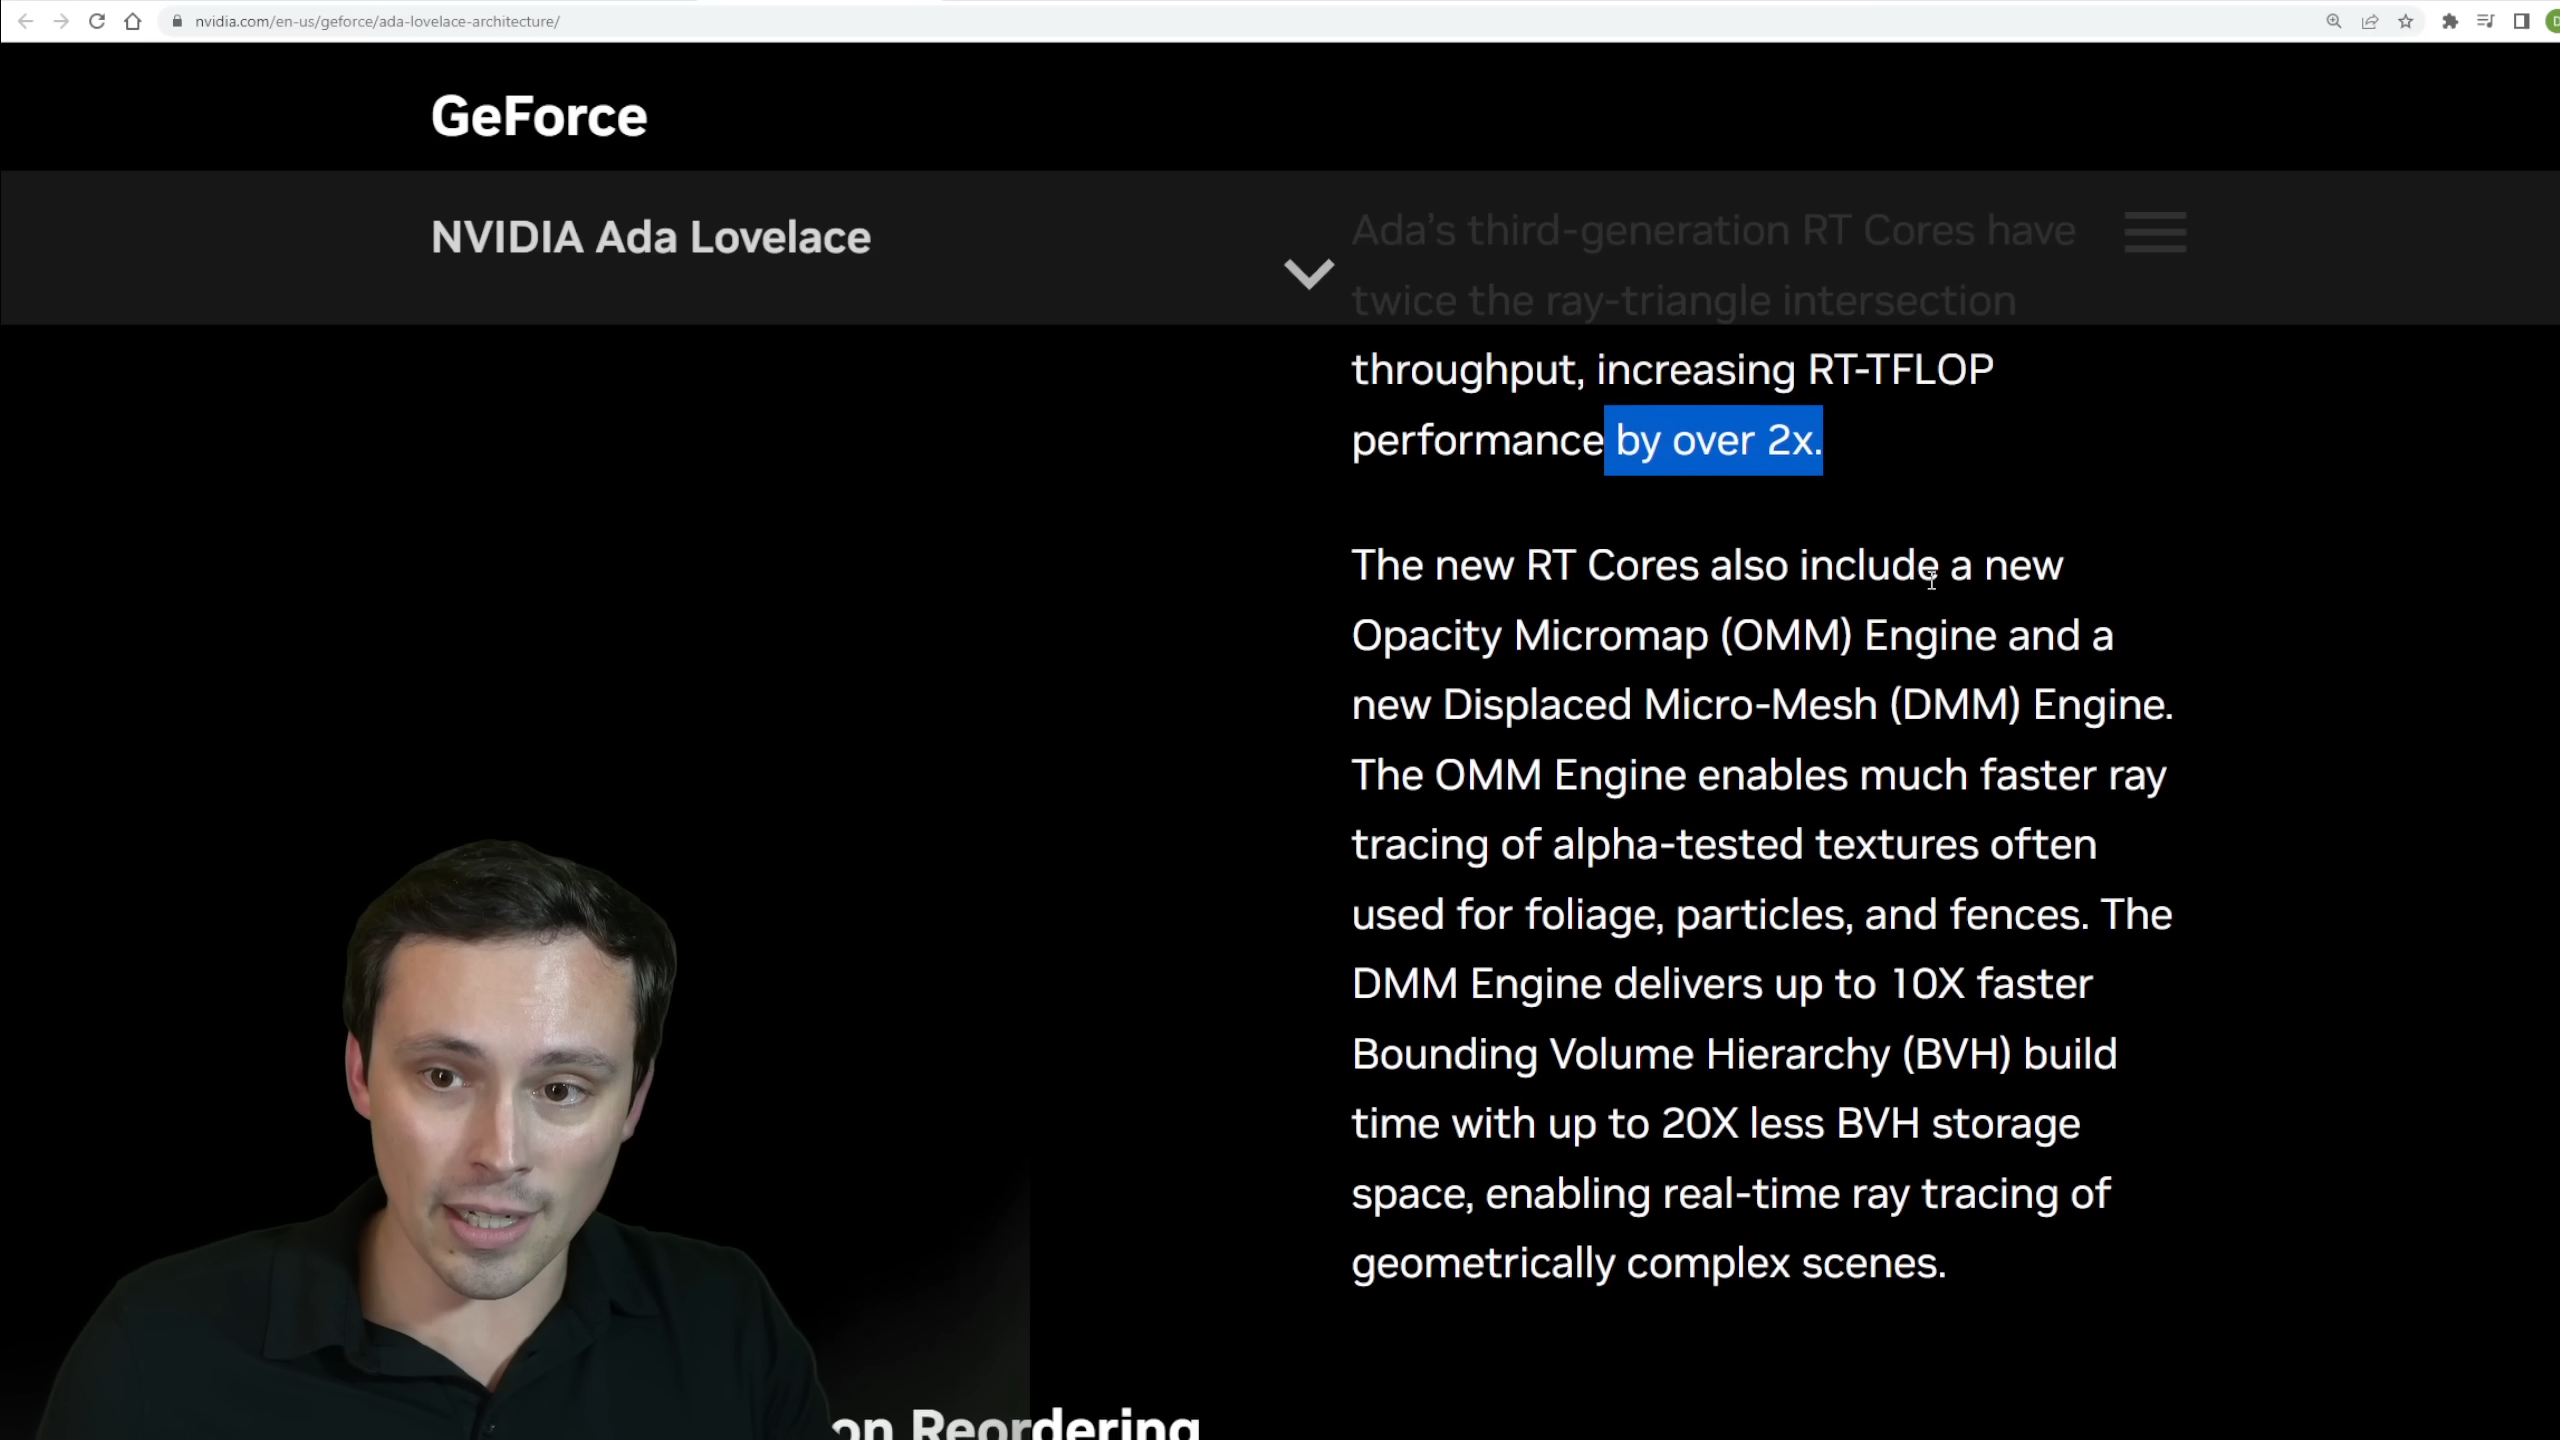 nvidia.com/en-us/geforce/ada-lovelace-architecture/
D
GeForce
NVIDIA Ada Lovelace
Ada’s third-generation RT Cores have
twice the ray-triangle intersection
throughput, increasing RT-TFLOP
performance by over 2x.
The new RT Cores also include a new
Opacity Micromap (OMM) Engine and a
new Displaced Micro-Mesh (DMM) Engine.
The OMM Engine enables much faster ray
tracing of alpha-tested textures often
used for foliage, particles, and fences. The
DMM Engine delivers up to 10X faster
Bounding Volume Hierarchy (BVH) build
time with up to 20X less BVH storage
space, enabling real-time ray tracing of
geometrically complex scenes.
on Reordering